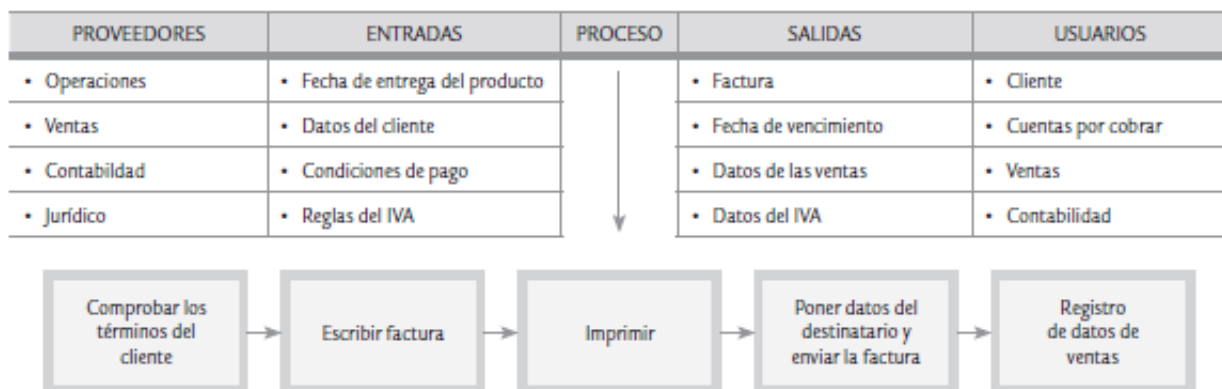 PROVEEDORES ENTRADAS PROCESO SALIDAS USUARIOS
• Operaciones • Fecha de entrega del producto • Factura • Cliente
• Ventas • Datos del cliente • Fecha de vencimiento • Cuentas por cobrar
• Contabildad • Condiciones de pago • Datos de las ventas • Ventas
• Jurídico • Reglas del IVA • Datos del IVA • Contabilidad
Comprobar los
términos del
cliente
Escribir factura
Imprimir
Poner datos del
destinatario y
enviar la factura
Registro
de datos de
ventas